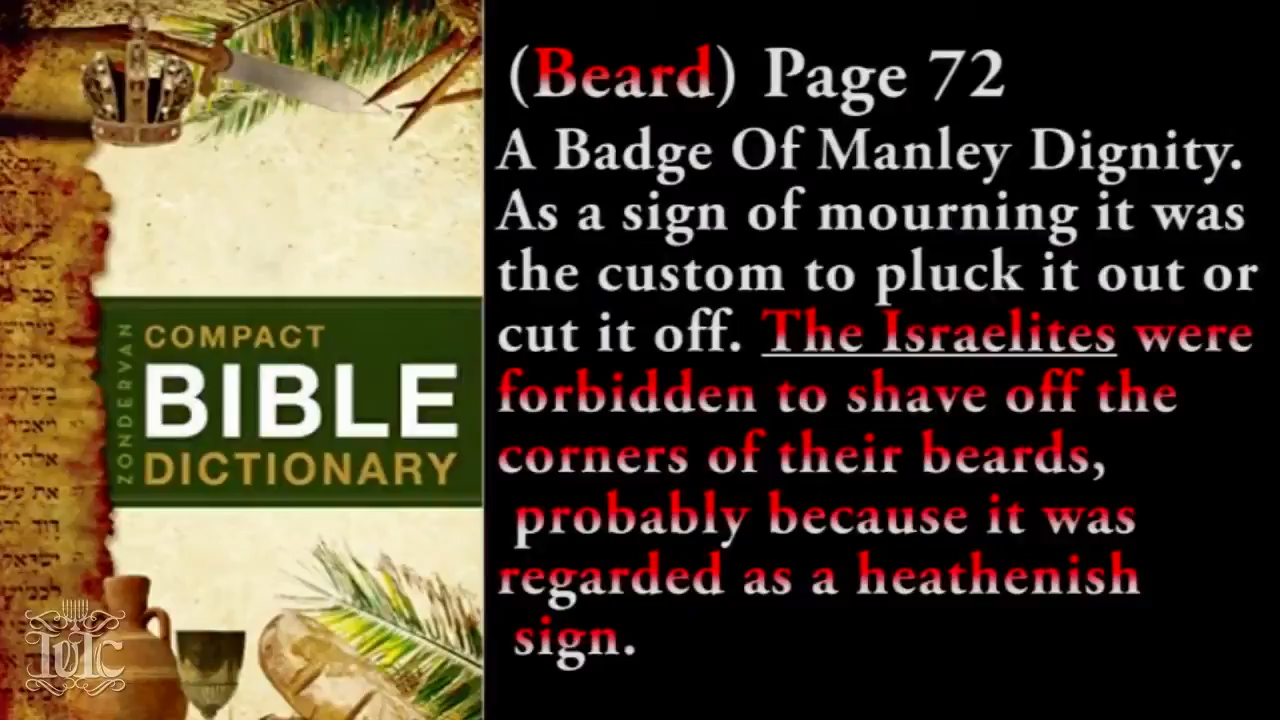 (Beard) Page 72
A Badge Of Manley Dignity.
As a sign of mourning it was
the custom to pluck it out or
cut it off. The Israelites were
forbidden to shave off the
corners of their beards,
probably because it was
regarded as a heathenish
sign.
ZONDERVAN
COMPACT
BIBLE
DICTIONARY
IUIC